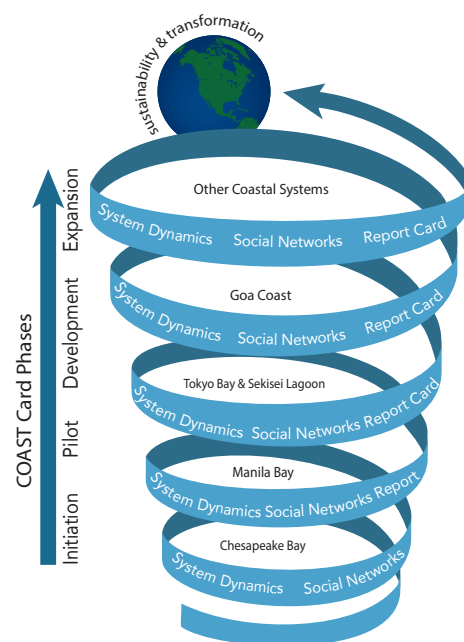 sustainability & transformation
Other Coastal Systems
System Dynamics Social Networks Report Card
Goa Coast
System Dynamics Social Networks Report Card
Tokyo Bay & Sekisei Lagoon
System Dynamics Social Networks Report Card
Manila Bay
System Dynamics Social Networks Report
Chesapeake Bay
System Dynamics Social Networks
COAST Card Phases
Expansion
Development
Pilot
Initiation